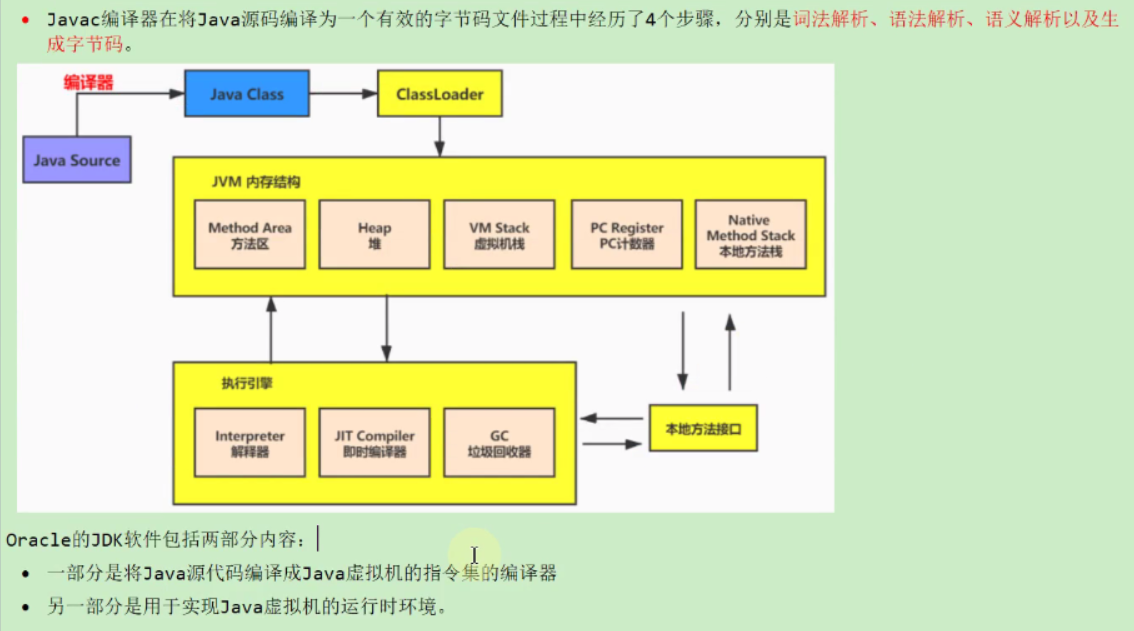 Javac编译器在将Java源码编译为一个有效的字节码文件过程中经历了4个步骤，分别是词法解析、语法解析、语义解析以及生
成字节码。
编译器
Java Class
ClassLoader
Java Source
JVM 内存结构
Method Area
方法区
Heap
堆
VM Stack
虚拟机栈
PC Register
PC计数器
Native
Method Stack
本地方法栈
执行引擎
Interpreter
解释器
JIT Compiler
即时编译器
GC
垃圾回收器
本地方法接口
Oracle的JDK软件包括两部分内容：
一部分是将Java源代码编译成Java虚拟机的指令集的编译器
另一部分是用于实现Java虚拟机的运行时环境。